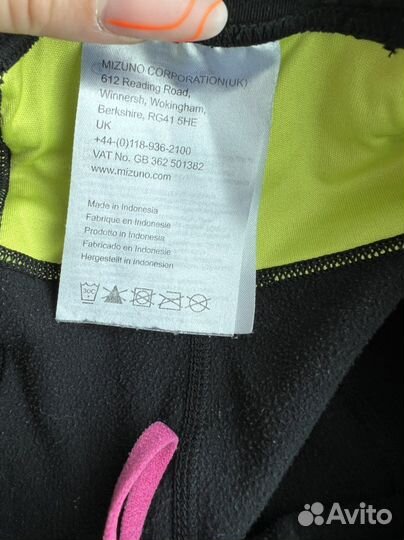 MIZUNO CORPORATION(UK)
612 Reading Road,
Winnersh, Wokingham,
Berkshire, RG41 5HE
UK
+44-(0)118-936-2100
VAT No. GB 362 501382
www.mizuno.com
Made in Indonesia
Fabrique en Indonesie
Prodotto in Indonesia
Fabricado en Indonesia
Hergestellt in Indonesien
30C
Avito